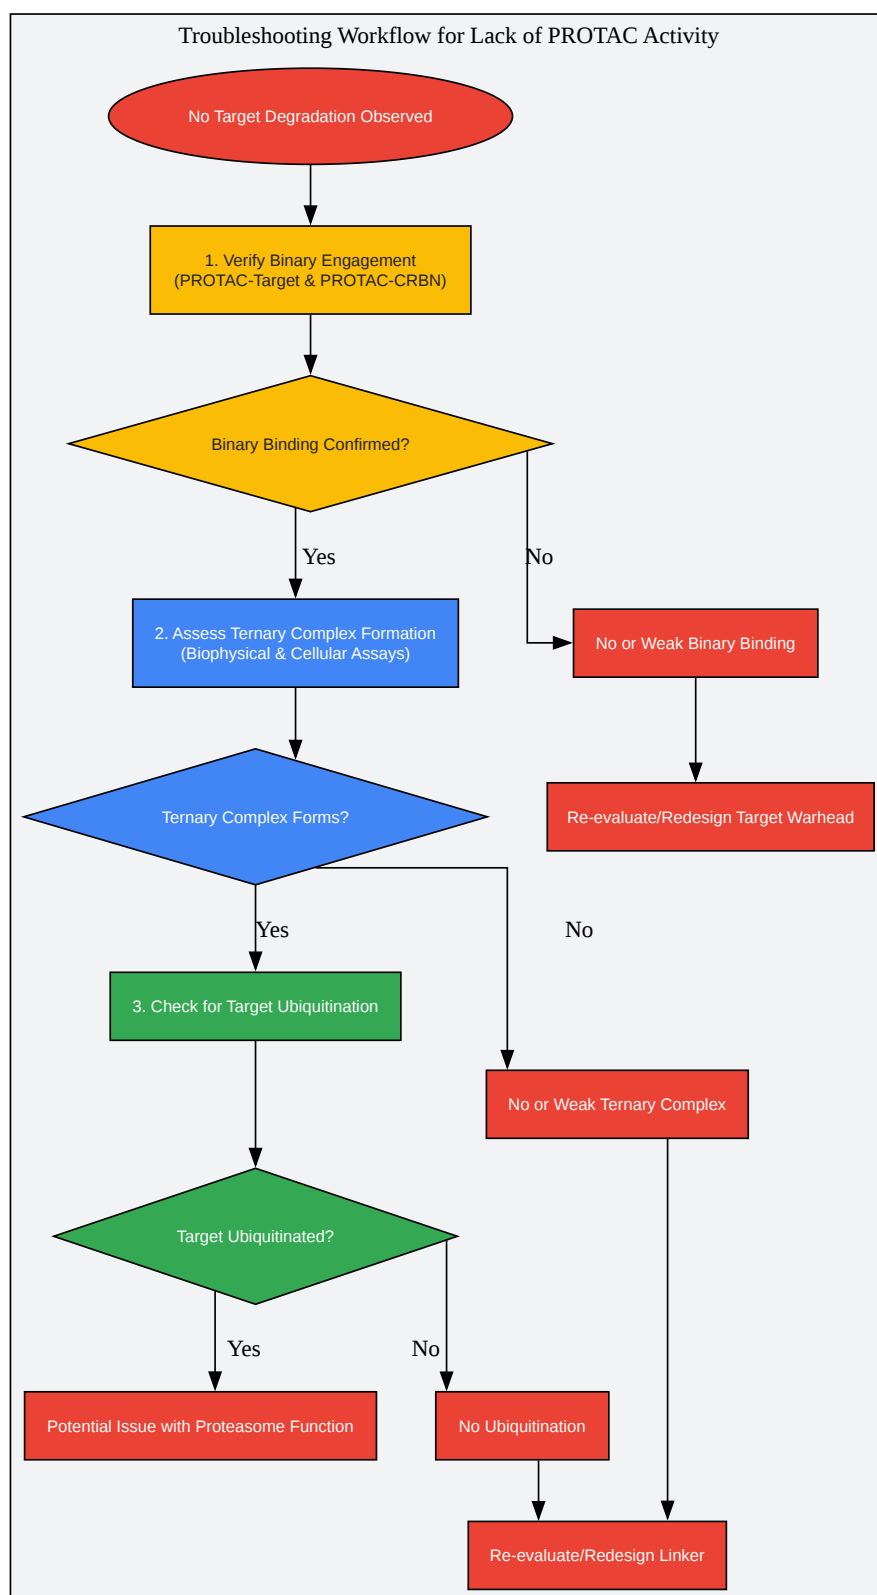 Troubleshooting Workflow for Lack of PROTAC Activity
No Target Degradation Observed
1. Verify Binary Engagement
(PROTAC-Target & PROTAC-CRBN)
Binary Binding Confirmed?
Yes
No
2. Assess Ternary Complex Formation
(Biophysical & Cellular Assays)
No or Weak Binary Binding
Ternary Complex Forms?
Re-evaluate/Redesign Target Warhead
Yes
No
3. Check for Target Ubiquitination
No or Weak Ternary Complex
Target Ubiquitinated?
Yes
No
Potential Issue with Proteasome Function
No Ubiquitination
Re-evaluate/Redesign Linker